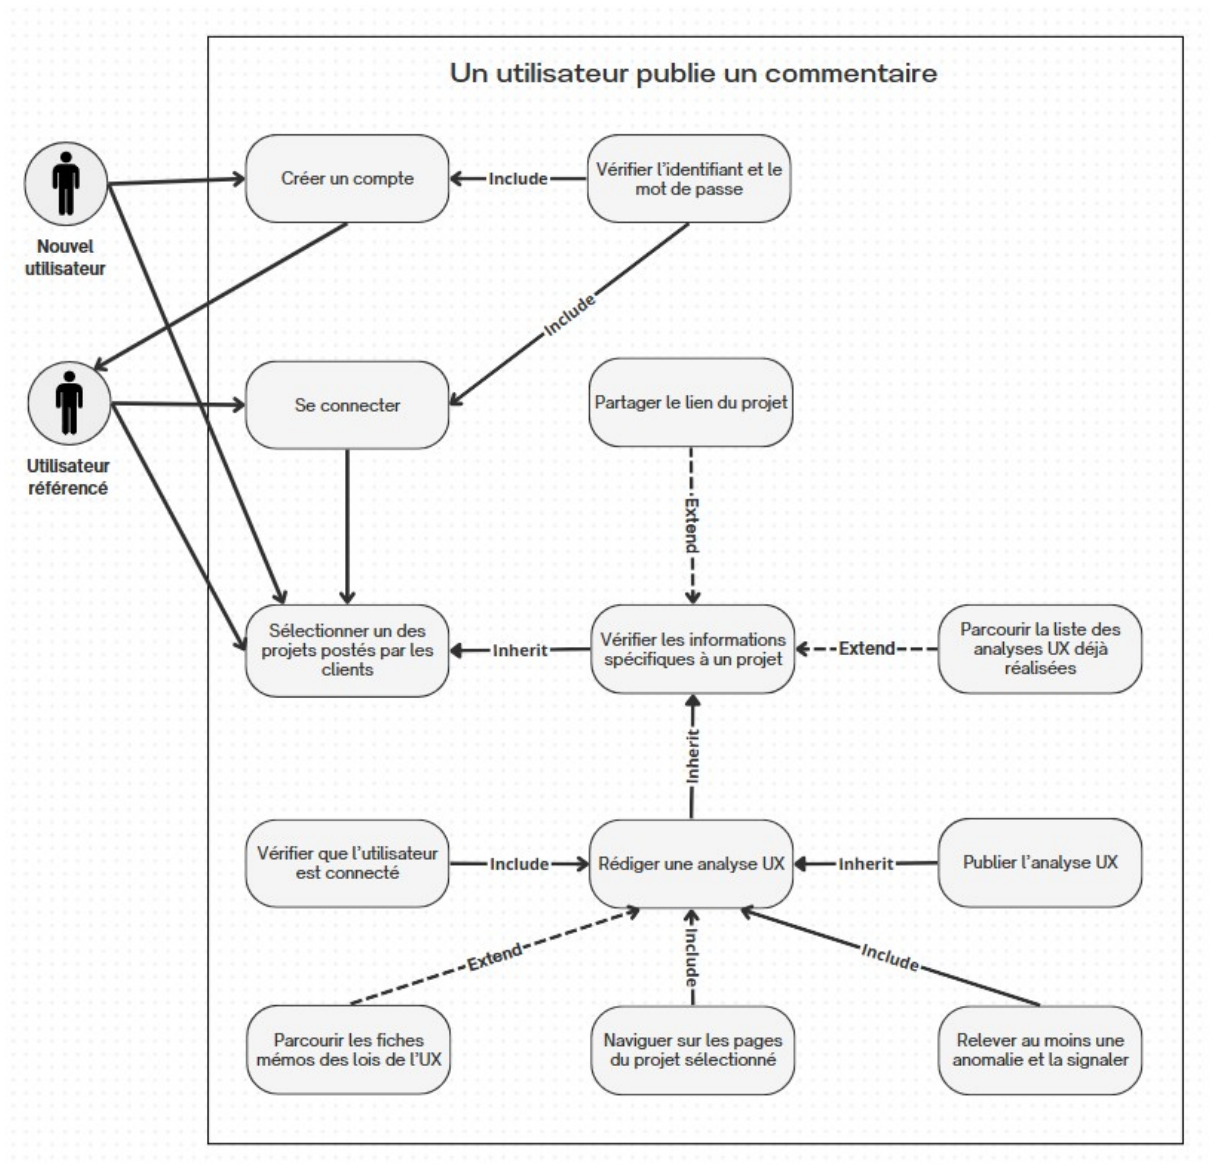 Un utilisateur publie un commentaire
Créer un compte
Include
Vérifier l'identifiant et le
mot de passe
Nouvel
utilisateur
Include
Se connecter
Partager le lien du projet
Utilisateur
référencé
Extend
Sélectionner un des
projets postés par les
clients
Inherit
Vérifier les informations
spécifiques à un projet
Extend
Parcourir la liste des
analyses UX déjà
réalisées
Inherit
Vérifier que l'utilisateur
est connecté
Include
Rédiger une analyse UX
Inherit
Publier l'analyse UX
Extend
Include
Include
Parcourir les fiches
mémos des lois de l'UX
Naviguer sur les pages
du projet sélectionné
Relever au moins une
anomalie et la signaler